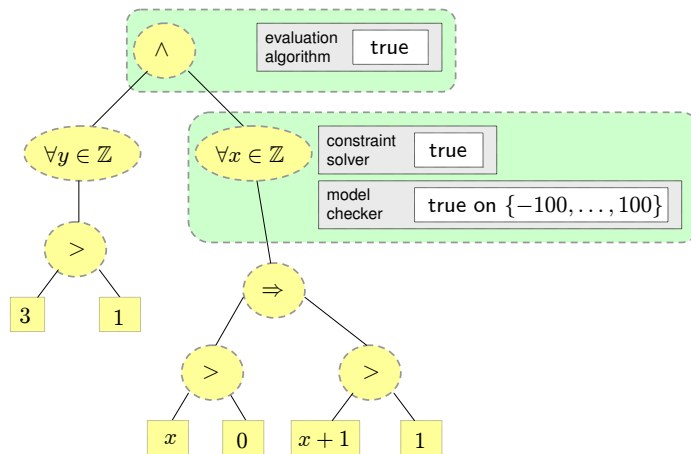 ∧
evaluation
algorithm
true
∀y ∈ ℤ
∀x ∈ ℤ
constraint
solver
true
model
checker
true on {−100, . . . , 100}
>
3
1
⇒
>
>
x
0
x + 1
1